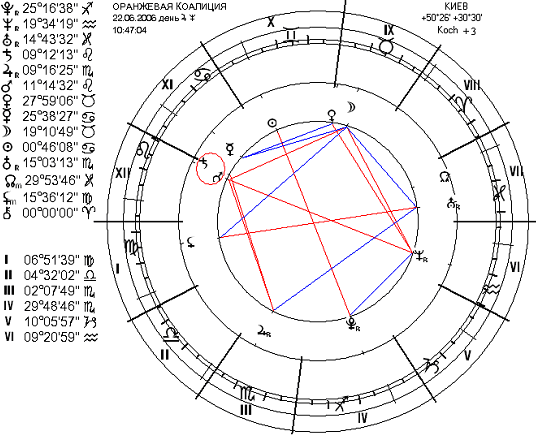 ОРАНЖЕВАЯ КОАЛИЦИЯ
22.06.2006 день ♃ ☿
10:47:04
КИЕВ
+50°26' +30°30'
Koch +3
♇R 25°16'38" ♐
♆R 19°34'19" ♒
R 14°43'32" ♓
♄ 09°12'13" ♌
♃R 09°16'25" ♏
♂ 11°14'32" ♌
♀ 27°59'06" ♉
☿ 25°38'27" ♋
☽ 19°10'49" ♉
☉ 00°46'08" ♋
R 15°03'13" ♏
☊m 29°53'46" ♓
⚸m 15°36'12" ♍
00°00'00" ♈
I 06°51'39" ♍
II 04°32'02" ♎
III 02°07'49" ♏
IV 29°48'46" ♏
V 10°05'57" ♑
VI 09°20'59" ♒
X
IX
XI
VIII
XII
VII
I
VI
II
V
III
IV